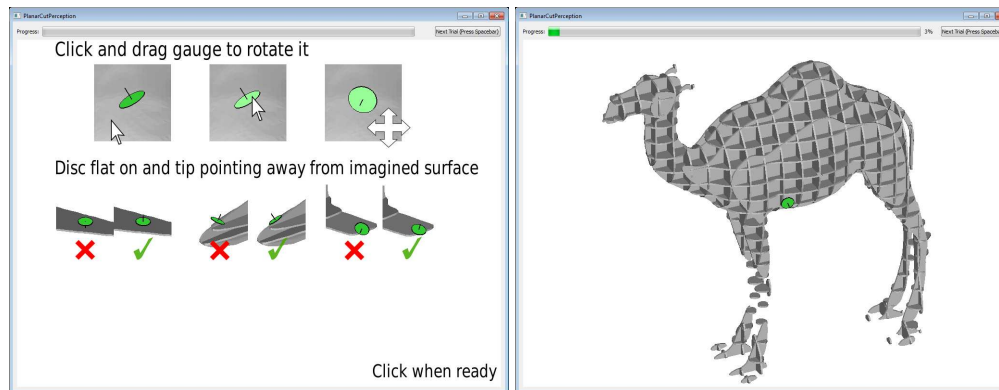 PlanarCutPerception
Progress:
Next Trial (Press Spacebar)
Click and drag gauge to rotate it
Disc flat on and tip pointing away from imagined surface
Click when ready
PlanarCutPerception
Progress:
3%
Next Trial (Press Spaceba